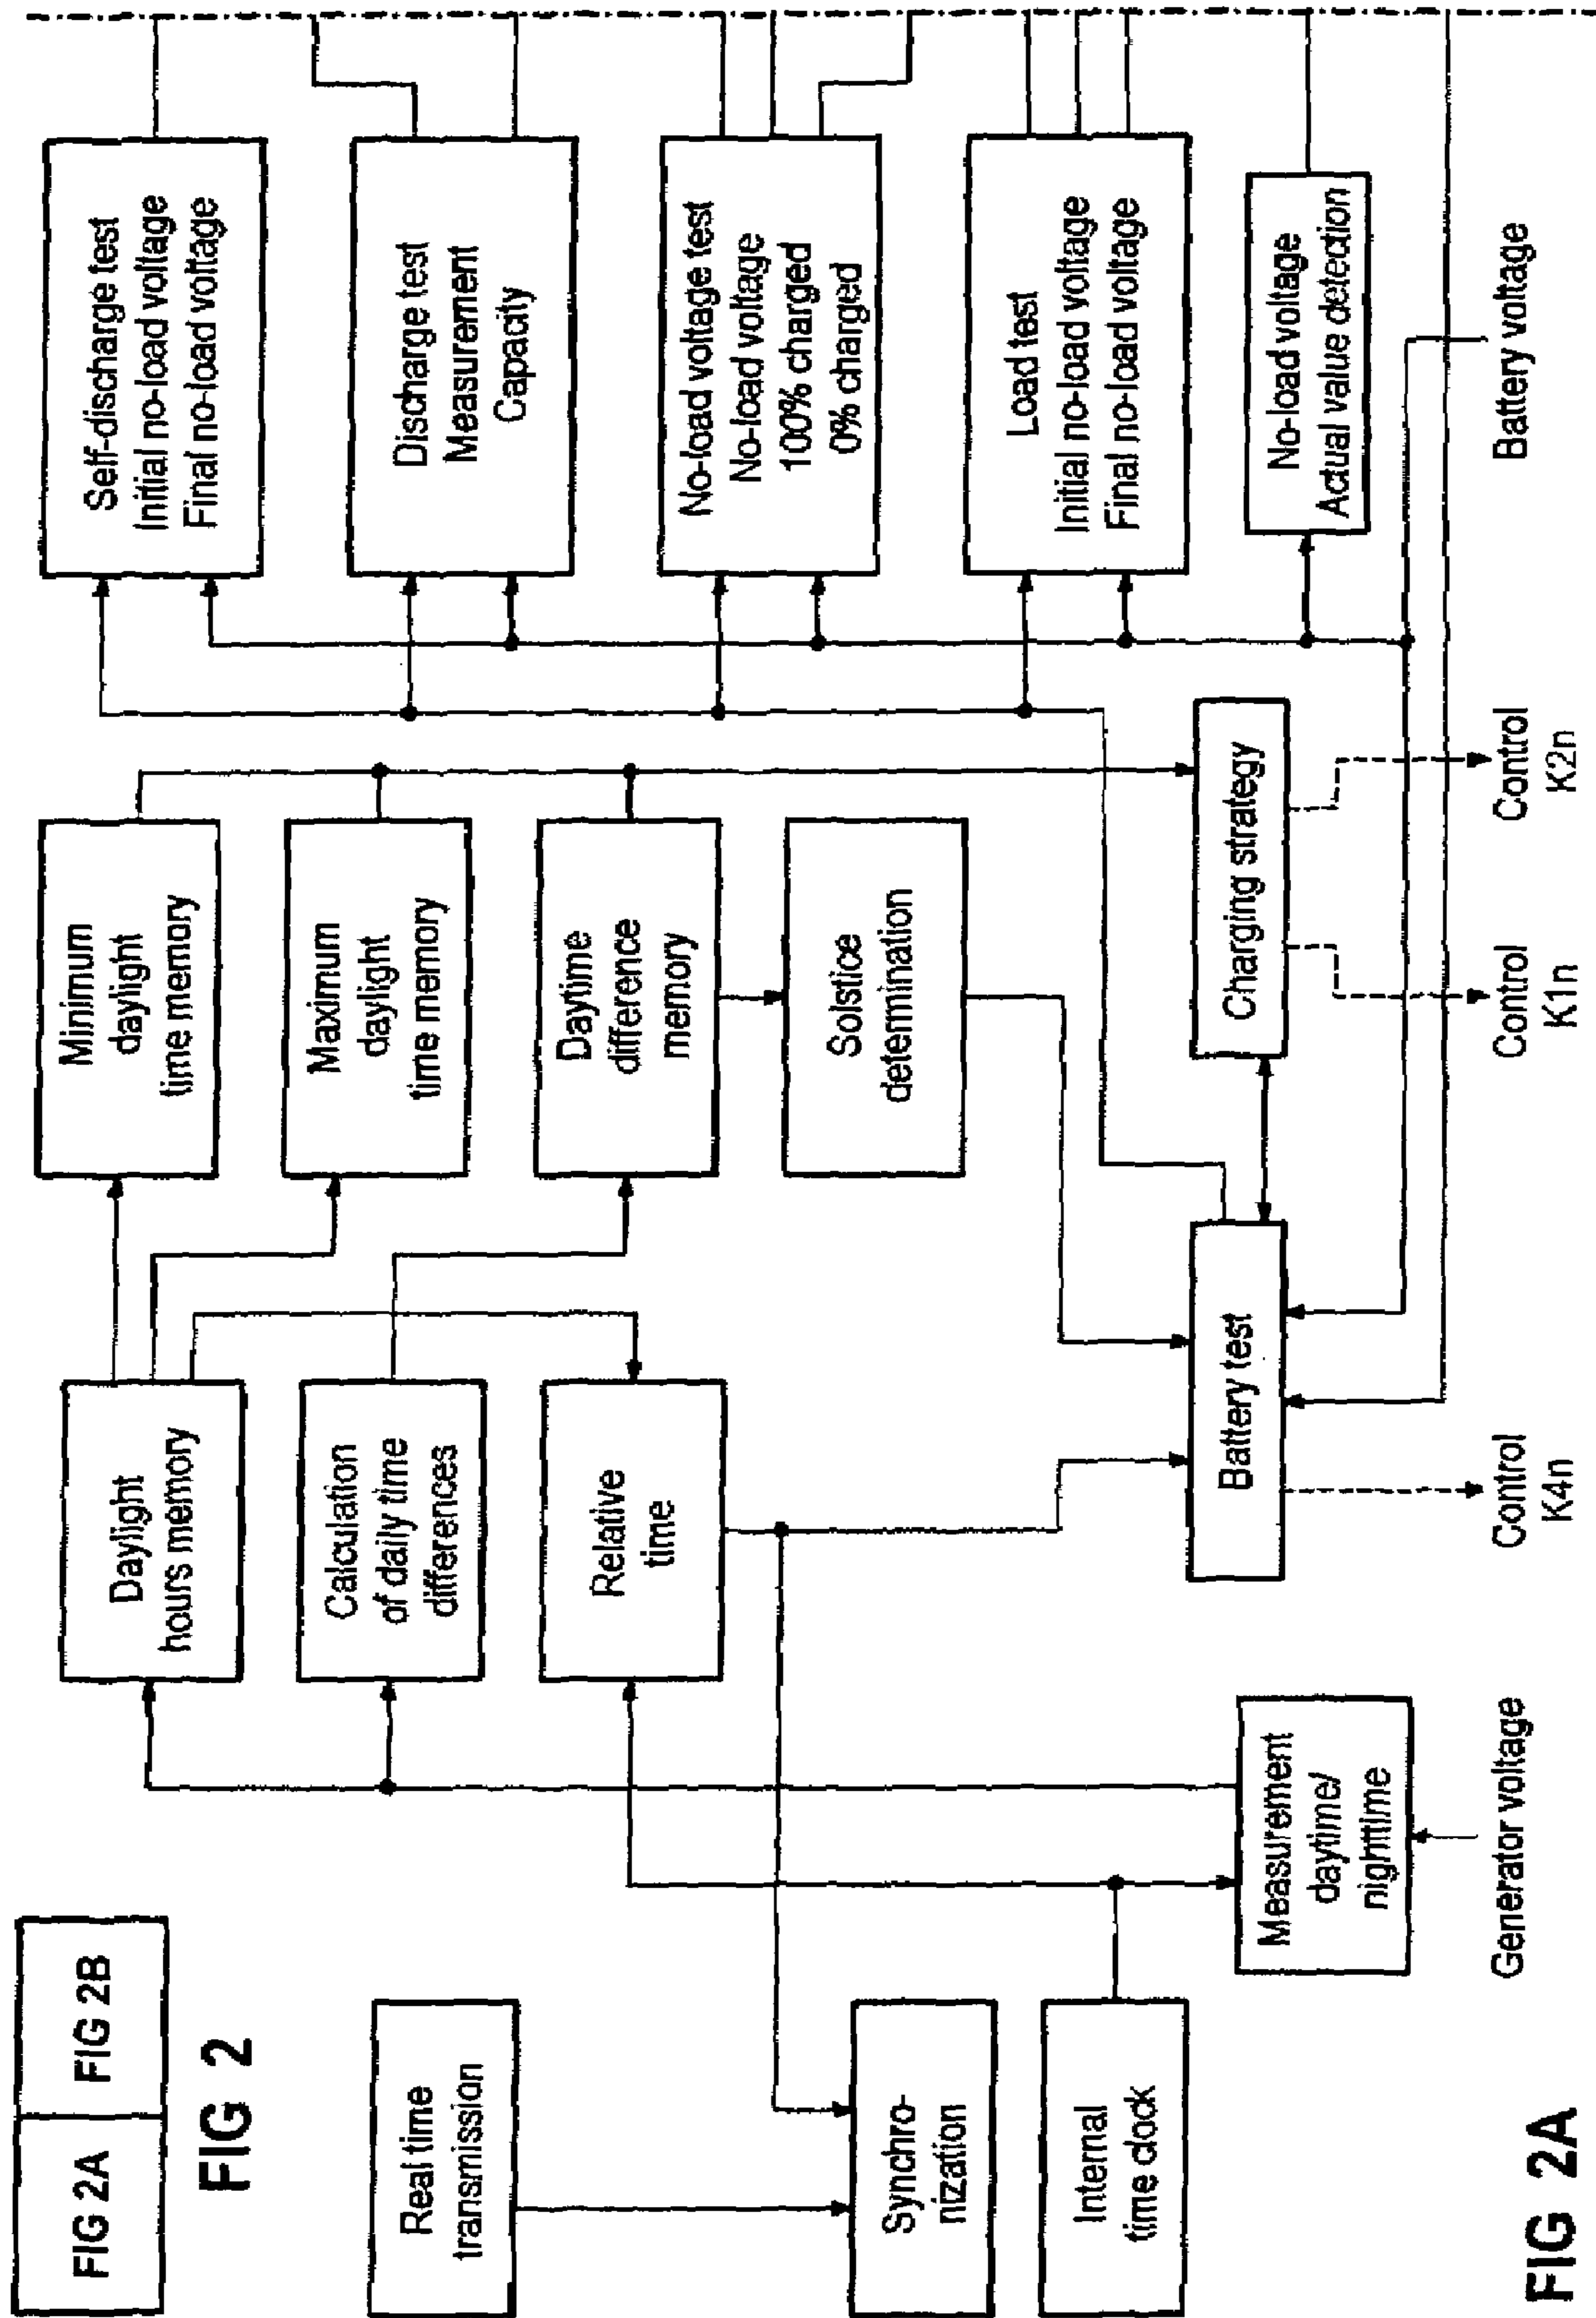 FIG 2A
FIG 2B
FIG 2
Real time
transmission
Synchro-
nization
Internal
time clock
Daylight
hours memory
Calculation
of daily time
differences
Relative
time
Measurement
daytime/
nighttime
Generator voltage
Minimum
daylight
time memory
Maximum
daylight
time memory
Daytime
difference
memory
Solstice
determination
Battery test
Charging strategy
Control
K4n
Control
K1n
Control
K2n
Self-discharge test
Initial no-load voltage
Final no-load voltage
Discharge test
Measurement
Capacity
No-load voltage test
No-load voltage
100% charged
0% charged
Load test
Initial no-load voltage
Final no-load voltage
No-load voltage
Actual value detection
Battery voltage
FIG 2A